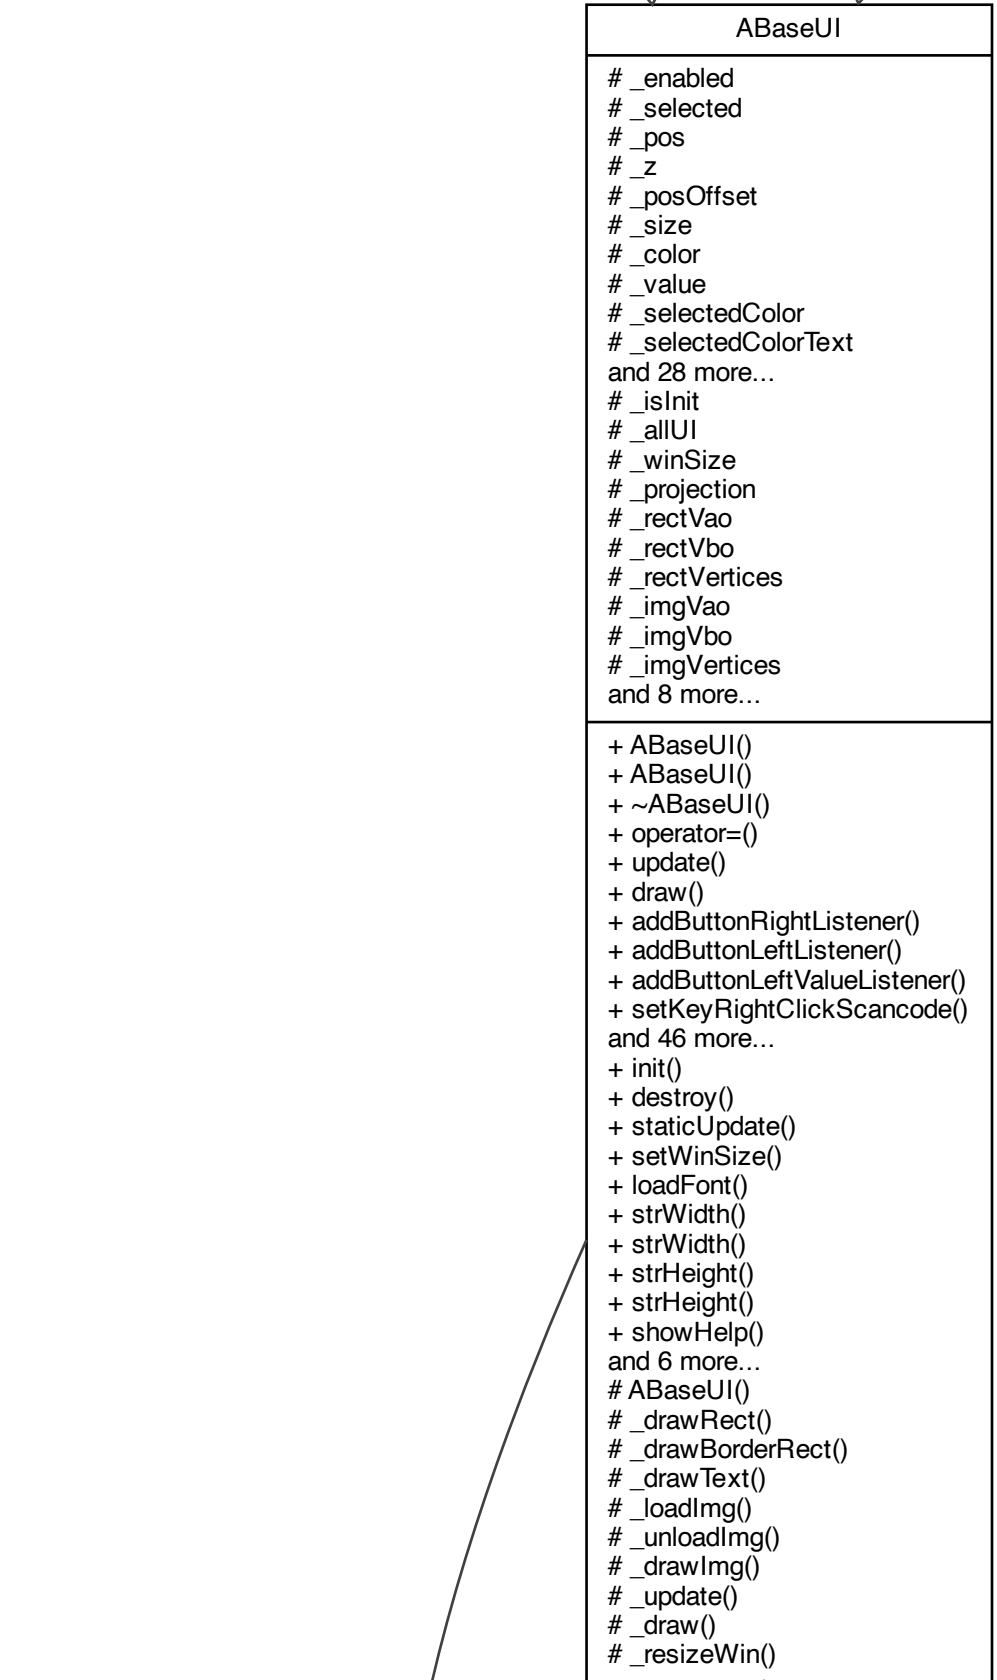 ABaseUI
# _enabled
# _selected
# _pos
# _z
# _posOffset
# _size
# _color
# _value
# _selectedColor
# _selectedColorText
and 28 more...
# _isInit
# _allUI
# _winSize
# _projection
# _rectVao
# _rectVbo
# _rectVertices
# _imgVao
# _imgVbo
# _imgVertices
and 8 more...
+ ABaseUI()
+ ABaseUI()
+ ~ABaseUI()
+ operator=()
+ update()
+ draw()
+ addButtonRightListener()
+ addButtonLeftListener()
+ addButtonLeftValueListener()
+ setKeyRightClickScancode()
and 46 more...
+ init()
+ destroy()
+ staticUpdate()
+ setWinSize()
+ loadFont()
+ strWidth()
+ strWidth()
+ strHeight()
+ strHeight()
+ showHelp()
and 6 more...
# ABaseUI()
# _drawRect()
# _drawBorderRect()
# _drawText()
# _loadImg()
# _unloadImg()
# _drawImg()
# _update()
# _draw()
# _resizeWin()